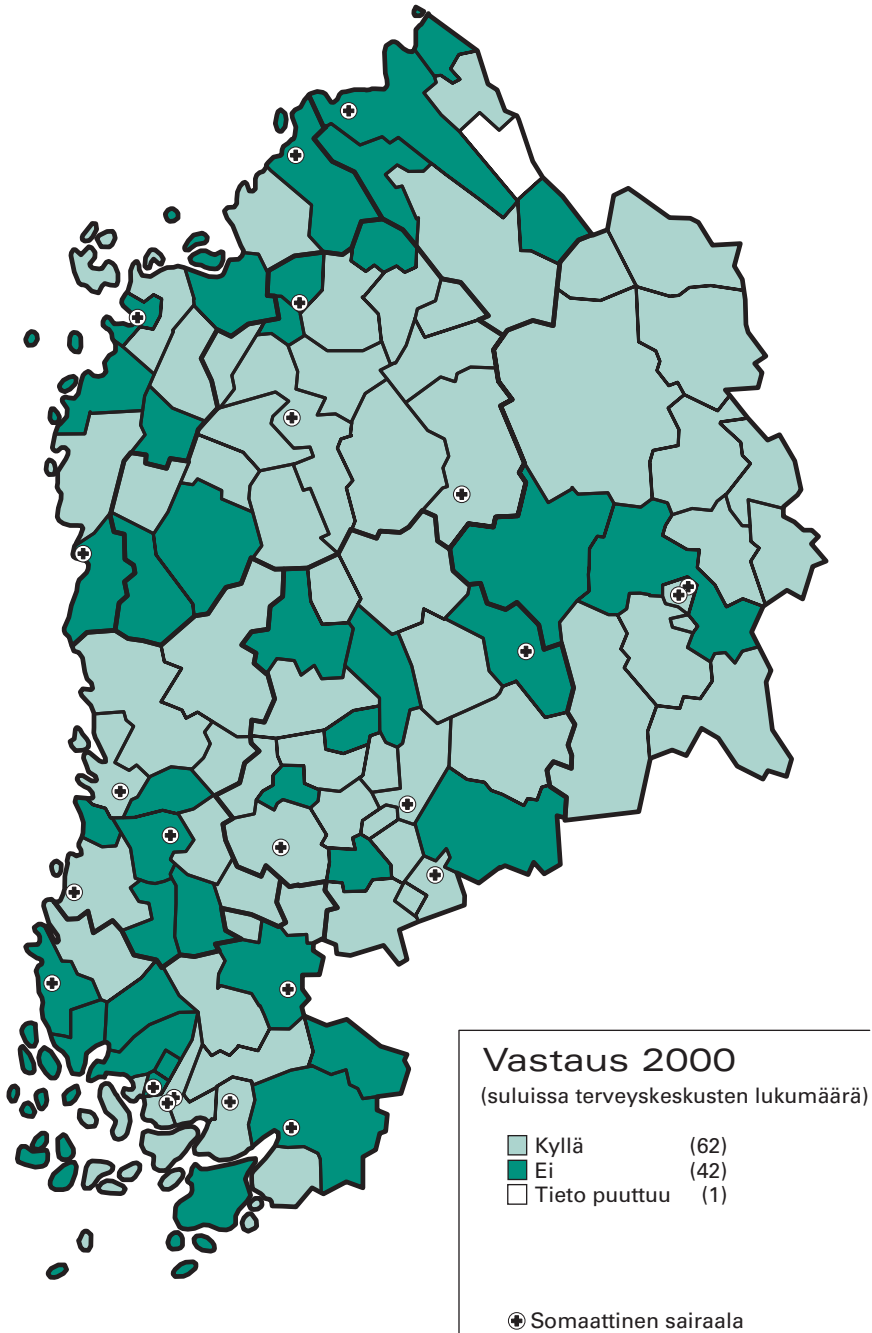 Vastaus 2000
(suluissa terveyskeskusten lukumäärä)
Kyllä (62)
Ei (42)
Tieto puuttuu (1)
Somaattinen sairaala